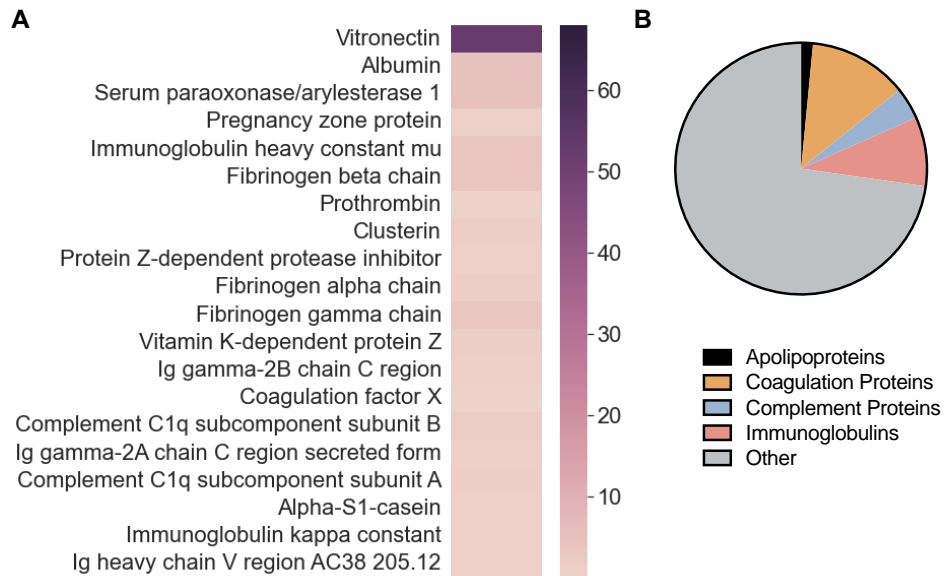 A
Vitronectin
Albumin
Serum paraoxonase/arylesterase 1
Pregnancy zone protein
Immunoglobulin heavy constant mu
Fibrinogen beta chain
Prothrombin
Clusterin
Protein Z-dependent protease inhibitor
Fibrinogen alpha chain
Fibrinogen gamma chain
Vitamin K-dependent protein Z
Ig gamma-2B chain C region
Coagulation factor X
Complement C1q subcomponent subunit B
Ig gamma-2A chain C region secreted form
Complement C1q subcomponent subunit A
Alpha-S1-casein
Immunoglobulin kappa constant
Ig heavy chain V region AC38 205.12
60
50
40
30
20
10
B
Apolipoproteins
Coagulation Proteins
Complement Proteins
Immunoglobulins
Other